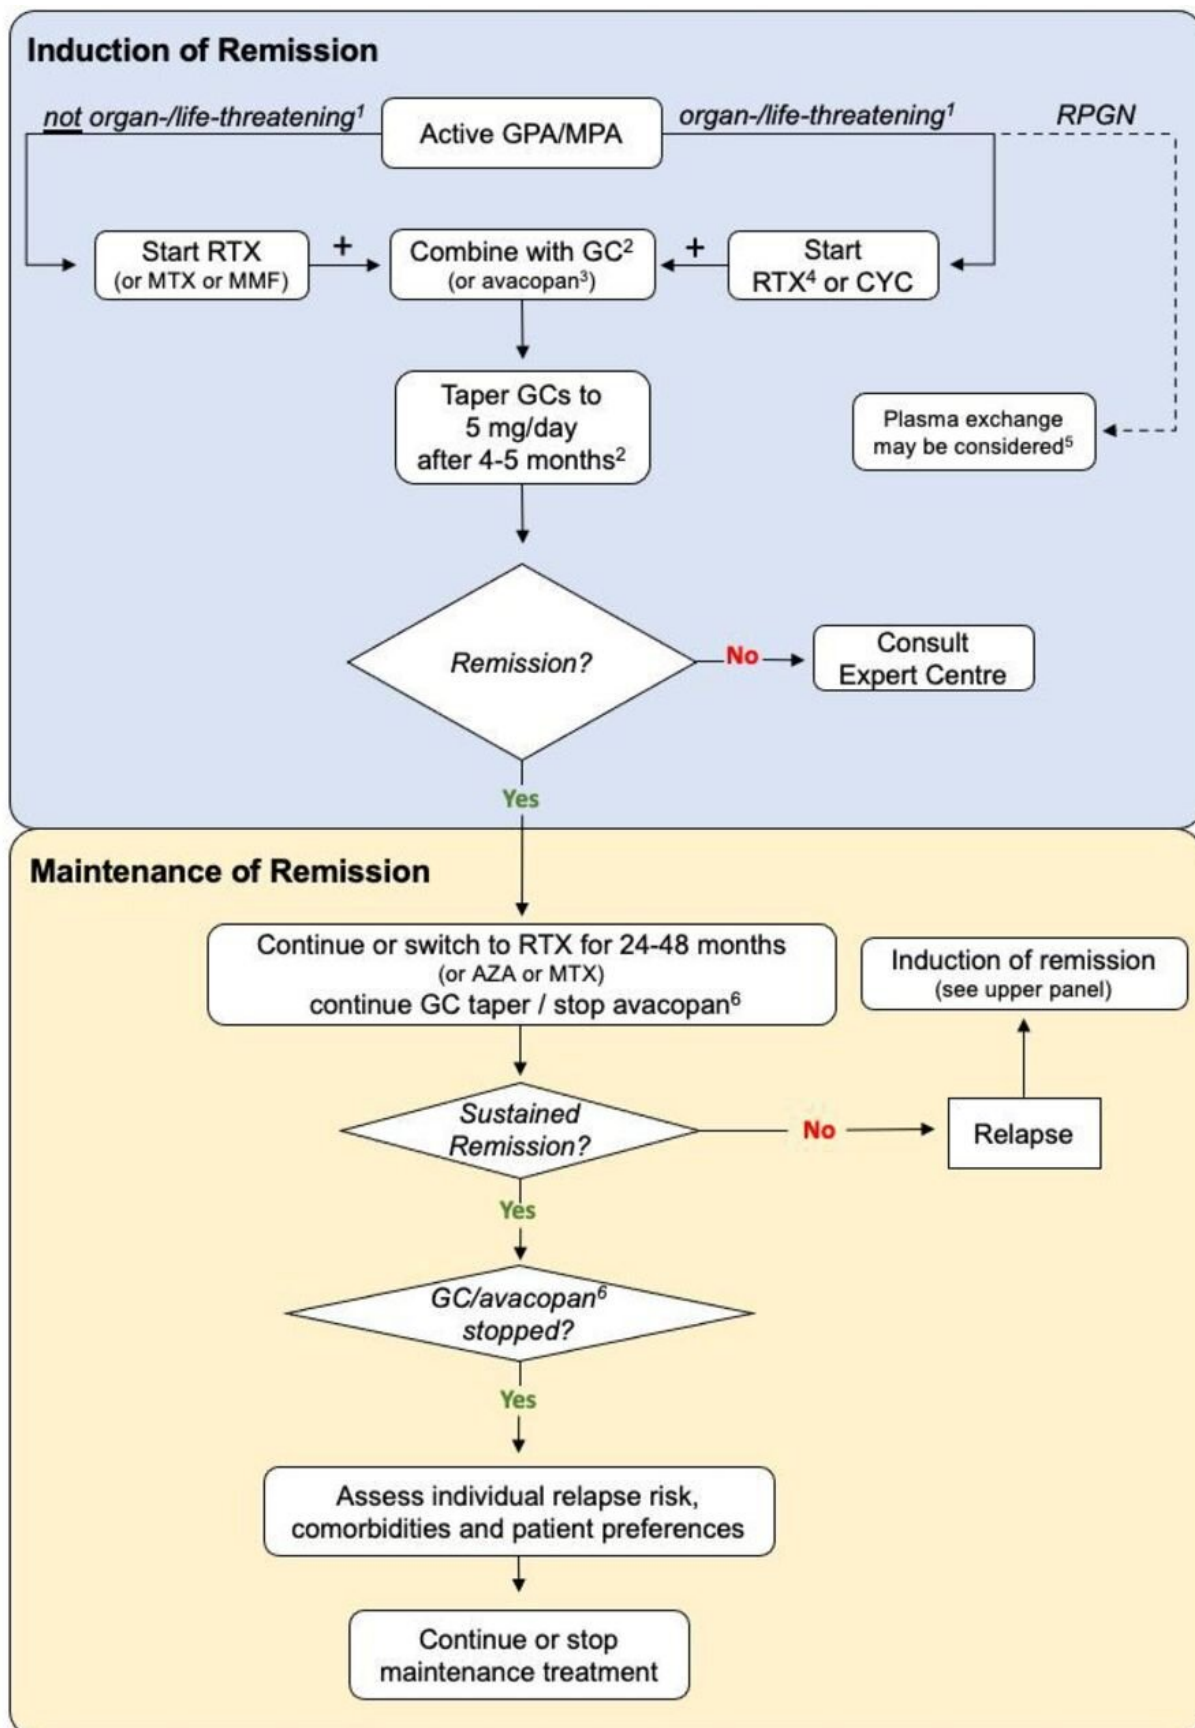 Induction of Remission
not organ-/life-threatening¹
Active GPA/MPA
organ-/life-threatening¹
RPGN
Start RTX
(or MTX or MMF)
+
Combine with GC²
(or avacopan³)
+
Start
RTX⁴ or CYC
Taper GCs to
5 mg/day
after 4-5 months²
Plasma exchange
may be considered⁵
Remission?
No
Consult
Expert Centre
Yes
Maintenance of Remission
Continue or switch to RTX for 24-48 months
(or AZA or MTX)
continue GC taper / stop avacopan⁶
Induction of remission
(see upper panel)
Sustained
Remission?
No
Relapse
Yes
GC/avacopan⁶
stopped?
Yes
Assess individual relapse risk,
comorbidities and patient preferences
Continue or stop
maintenance treatment